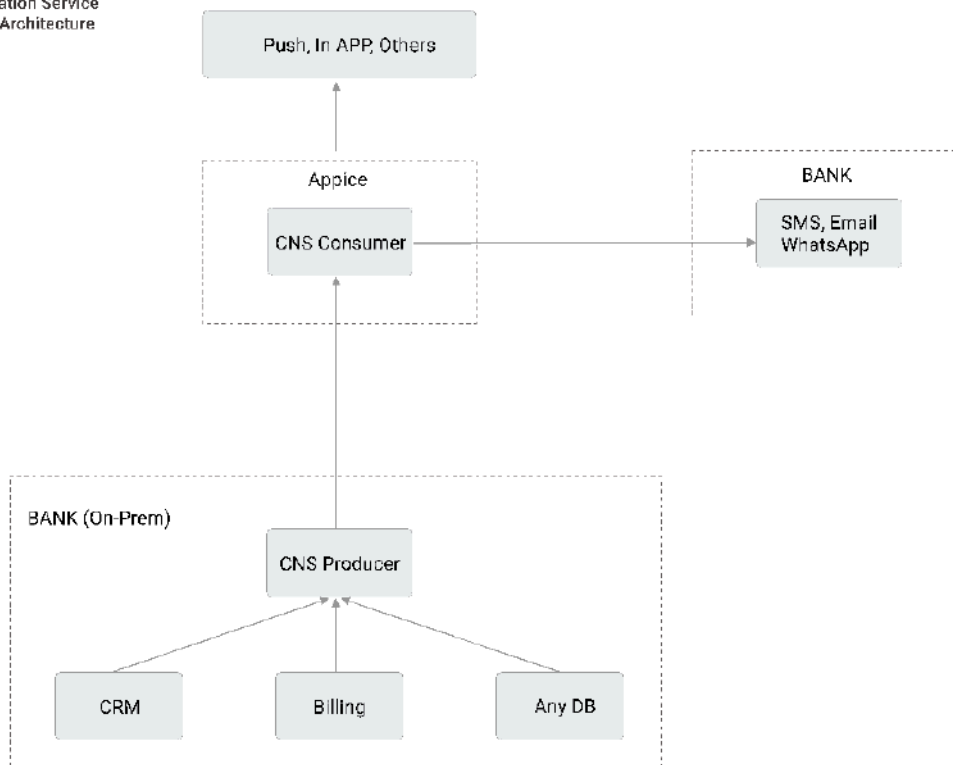 Service
Architecture
Push, In APP, Others
Appice
CNS Consumer
BANK
SMS, Email
WhatsApp
BANK (On-Prem)
CNS Producer
CRM
Billing
Any DB